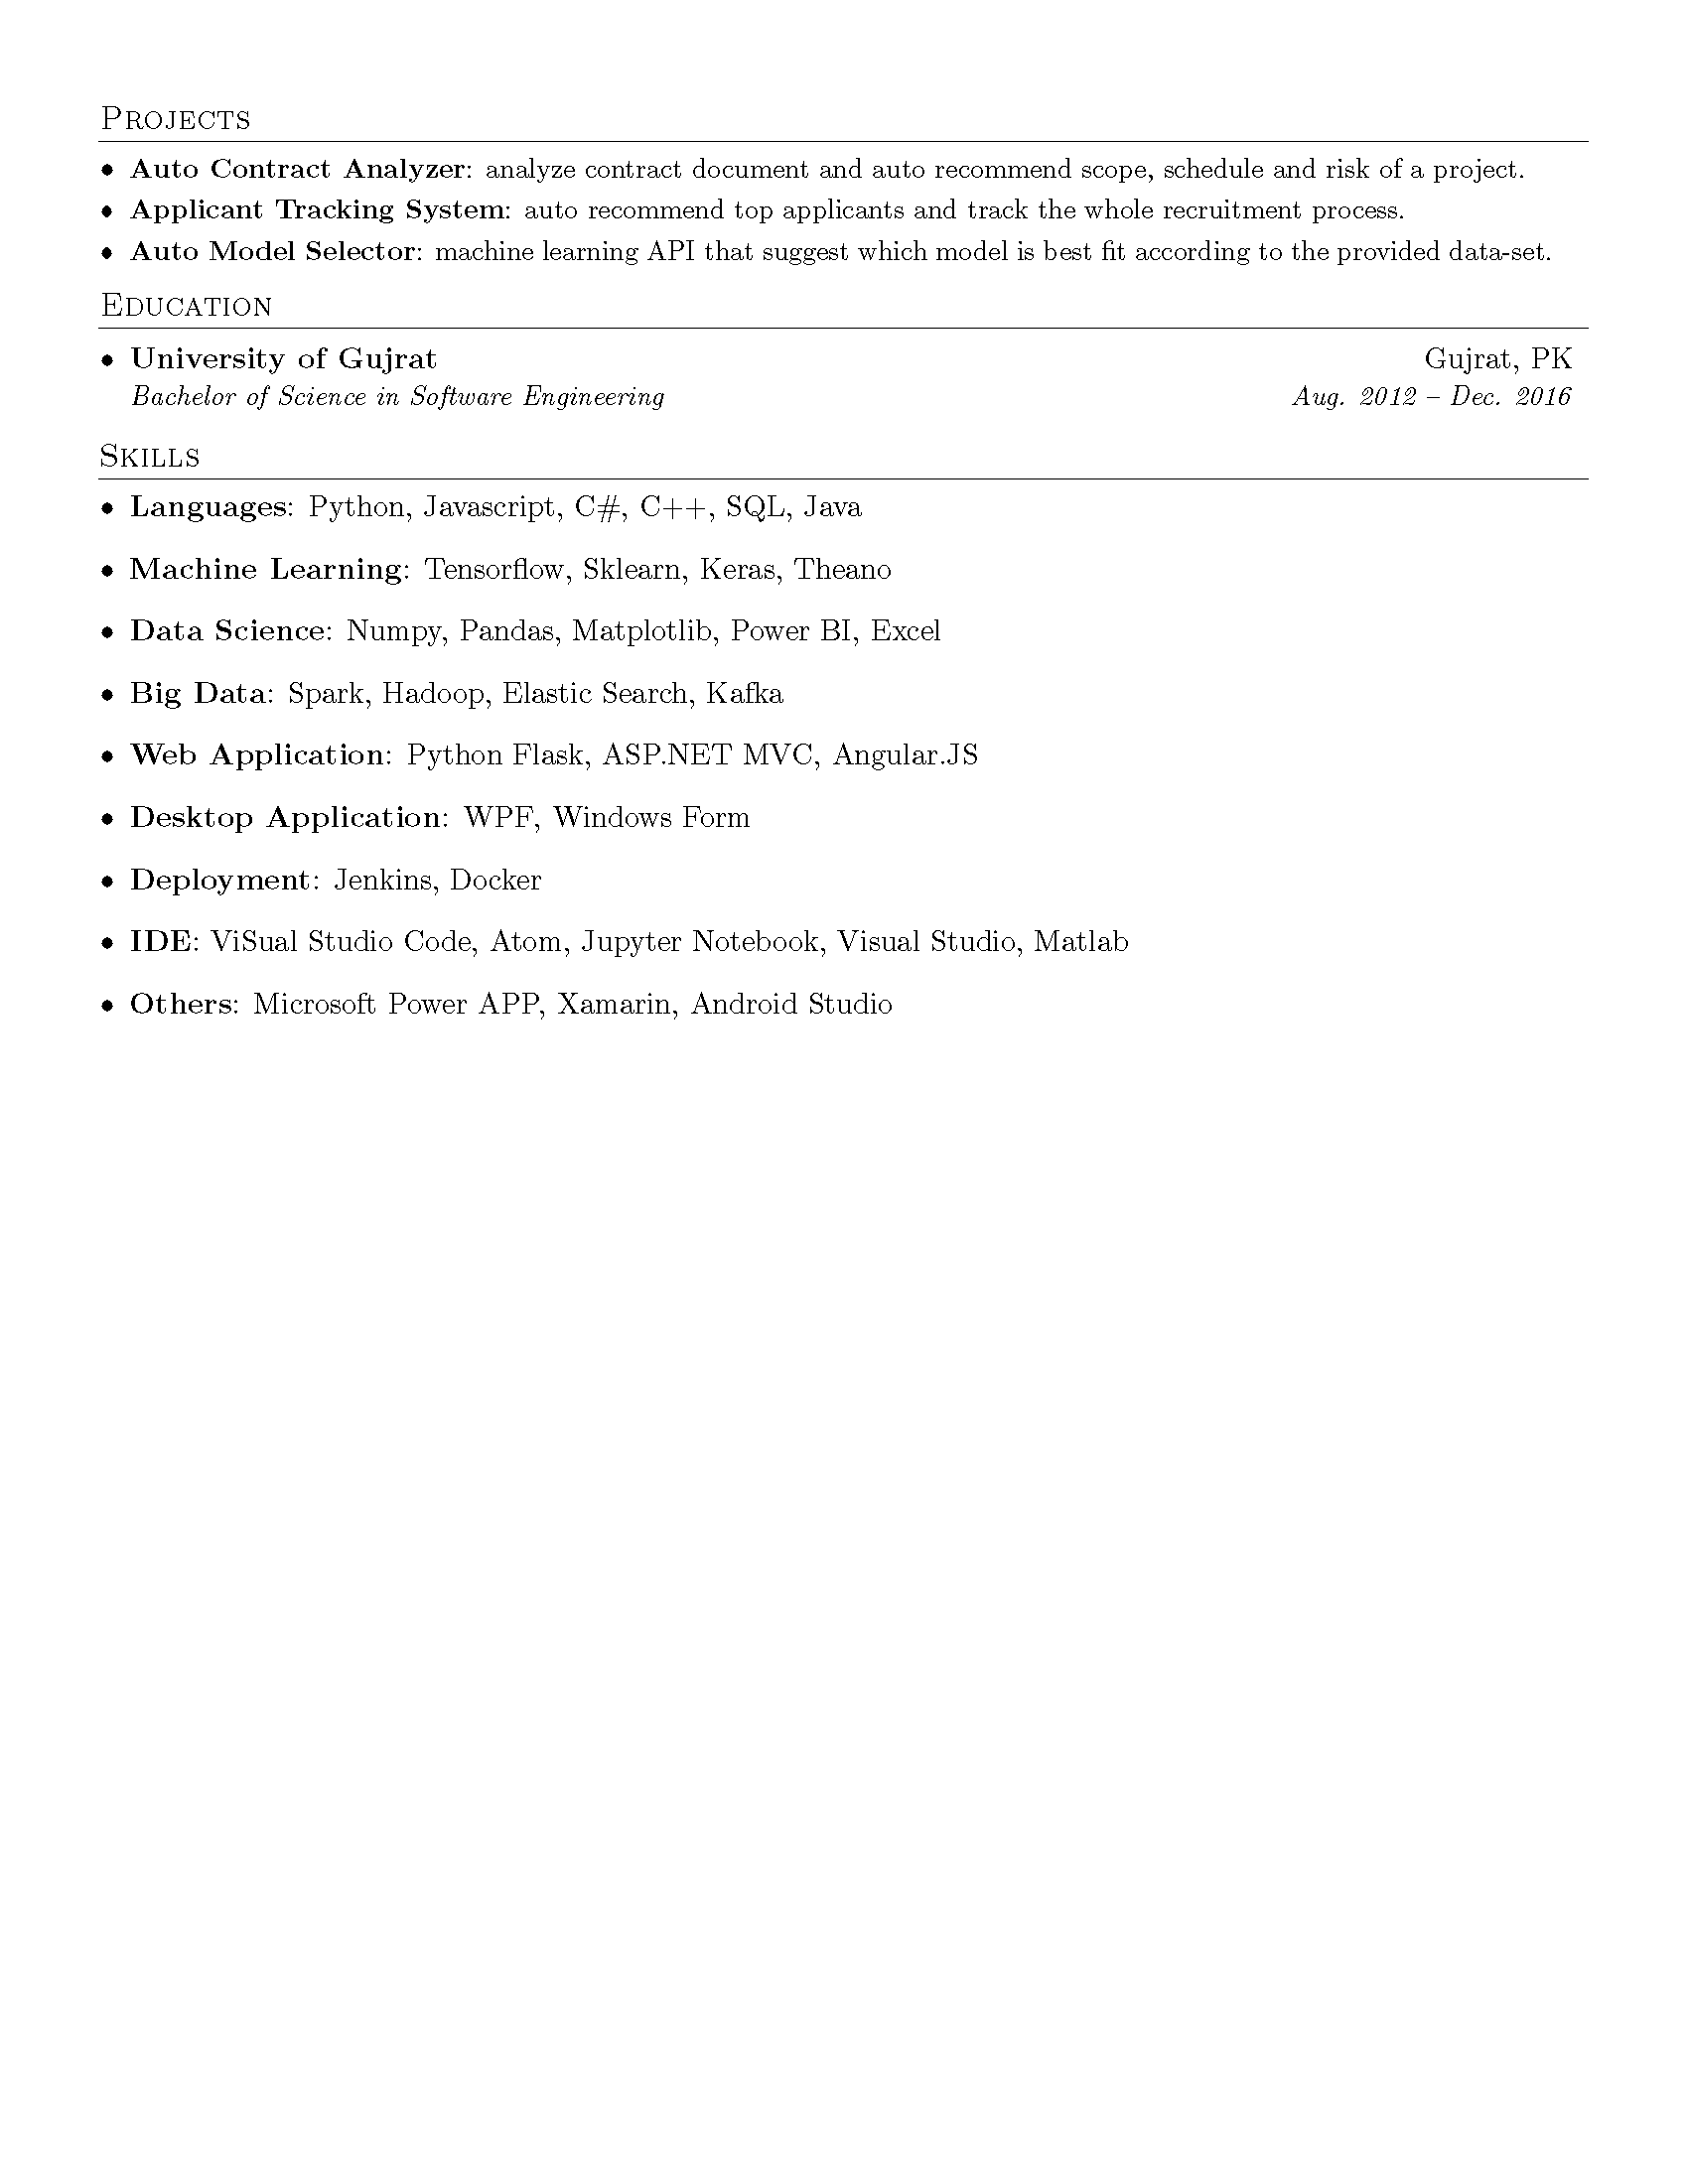 Projects
• Auto Contract Analyzer: analyze contract document and auto recommend scope, schedule and risk of a project.
• Applicant Tracking System: auto recommend top applicants and track the whole recruitment process.
• Auto Model Selector: machine learning API that suggest which model is best fit according to the provided data-set.
Education
• University of Gujrat Gujrat, PK
Bachelor of Science in Software Engineering Aug. 2012 – Dec. 2016
Skills
• Languages: Python, Javascript, C#, C++, SQL, Java
• Machine Learning: Tensorflow, Sklearn, Keras, Theano
• Data Science: Numpy, Pandas, Matplotlib, Power BI, Excel
• Big Data: Spark, Hadoop, Elastic Search, Kafka
• Web Application: Python Flask, ASP.NET MVC, Angular.JS
• Desktop Application: WPF, Windows Form
• Deployment: Jenkins, Docker
• IDE: ViSual Studio Code, Atom, Jupyter Notebook, Visual Studio, Matlab
• Others: Microsoft Power APP, Xamarin, Android Studio